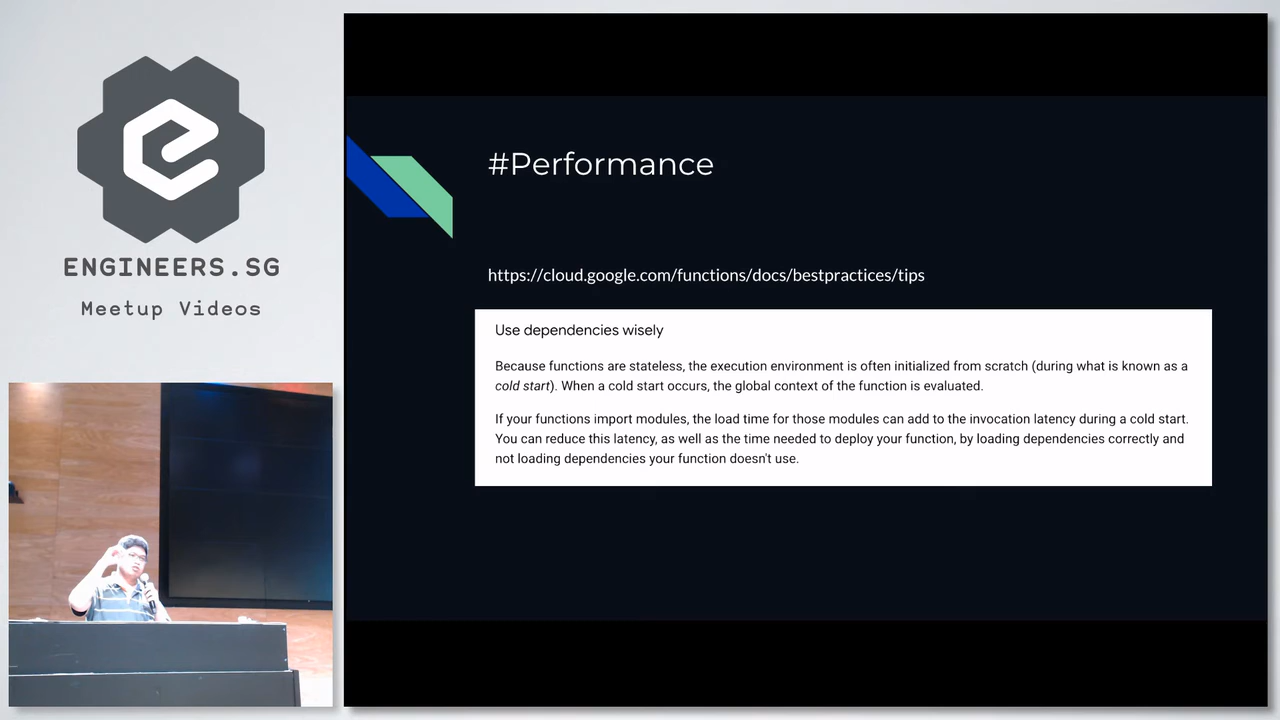 ENGINEERS.SG
Meetup Videos
#Performance
https://cloud.google.com/functions/docs/bestpractices/tips
Use dependencies wisely
Because functions are stateless, the execution environment is often initialized from scratch (during what is known as a
cold start). When a cold start occurs, the global context of the function is evaluated.
If your functions import modules, the load time for those modules can add to the invocation latency during a cold start.
You can reduce this latency, as well as the time needed to deploy your function, by loading dependencies correctly and
not loading dependencies your function doesn't use.